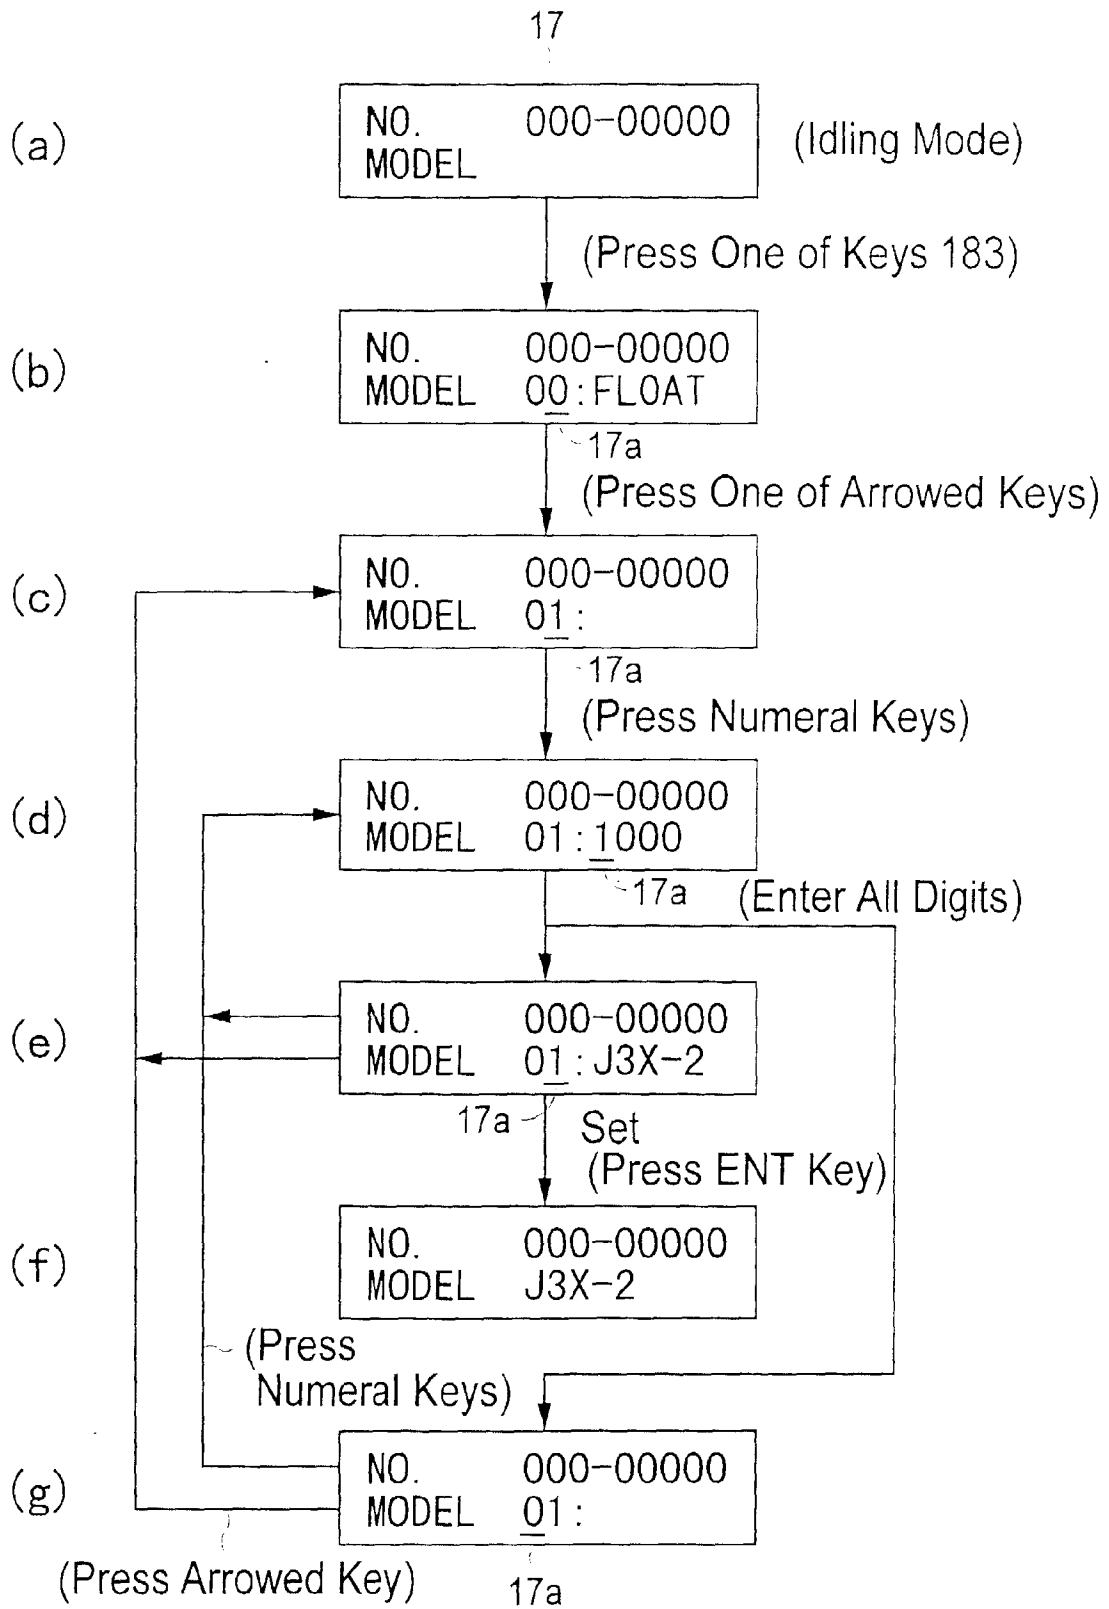 17
(a)
NO. 000-00000
MODEL
(Idling Mode)
(Press One of Keys 183)
(b)
NO. 000-00000
MODEL 00:FLOAT
17a
(Press One of Arrowed Keys)
(c)
NO. 000-00000
MODEL 01:
17a
(Press Numeral Keys)
(d)
NO. 000-00000
MODEL 01:1000
17a
(Enter All Digits)
(e)
NO. 000-00000
MODEL 01:J3X-2
17a
Set
(Press ENT Key)
(f)
NO. 000-00000
MODEL J3X-2
(Press
Numeral Keys)
(g)
NO. 000-00000
MODEL 01:
(Press Arrowed Key)
17a